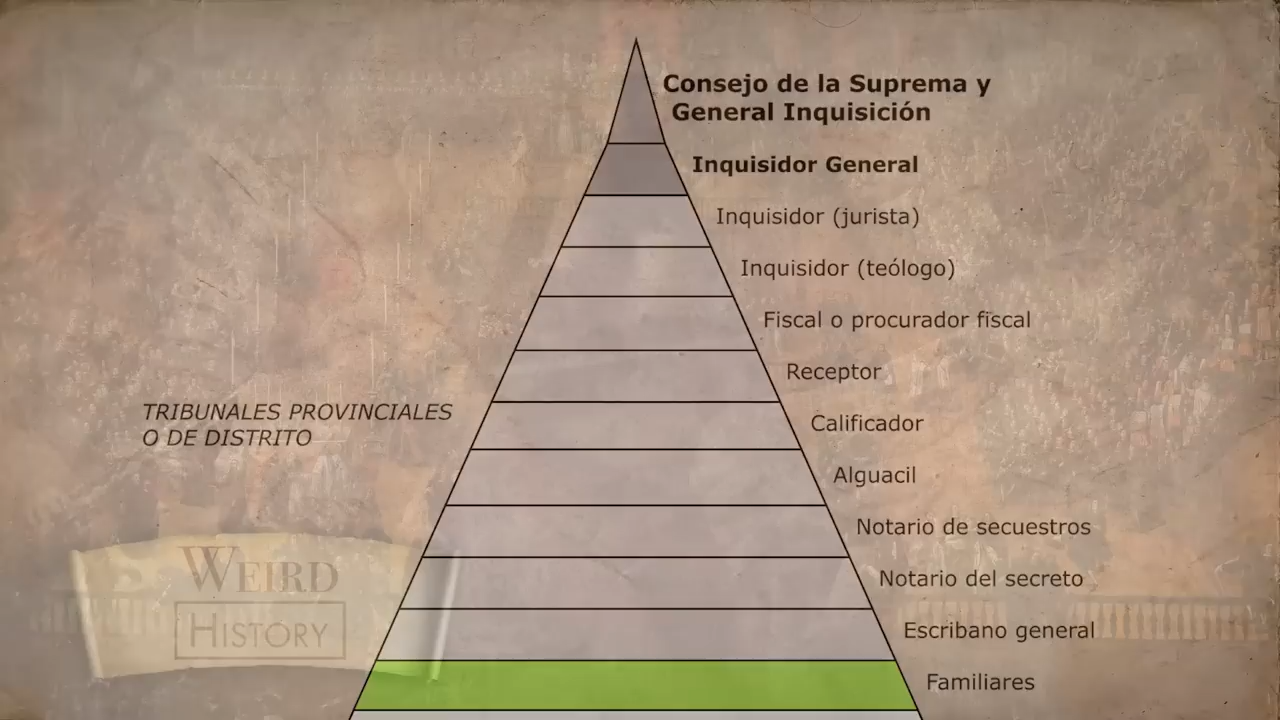 Consejo de la Suprema y
General Inquisición
Inquisidor General
Inquisidor (jurista)
Inquisidor (teólogo)
Fiscal o procurador fiscal
Receptor
TRIBUNALES PROVINCIALES
O DE DISTRITO
Calificador
Alguacil
Notario de secuestros
Notario del secreto
Escribano general
Familiares
WEIRD
HISTORY